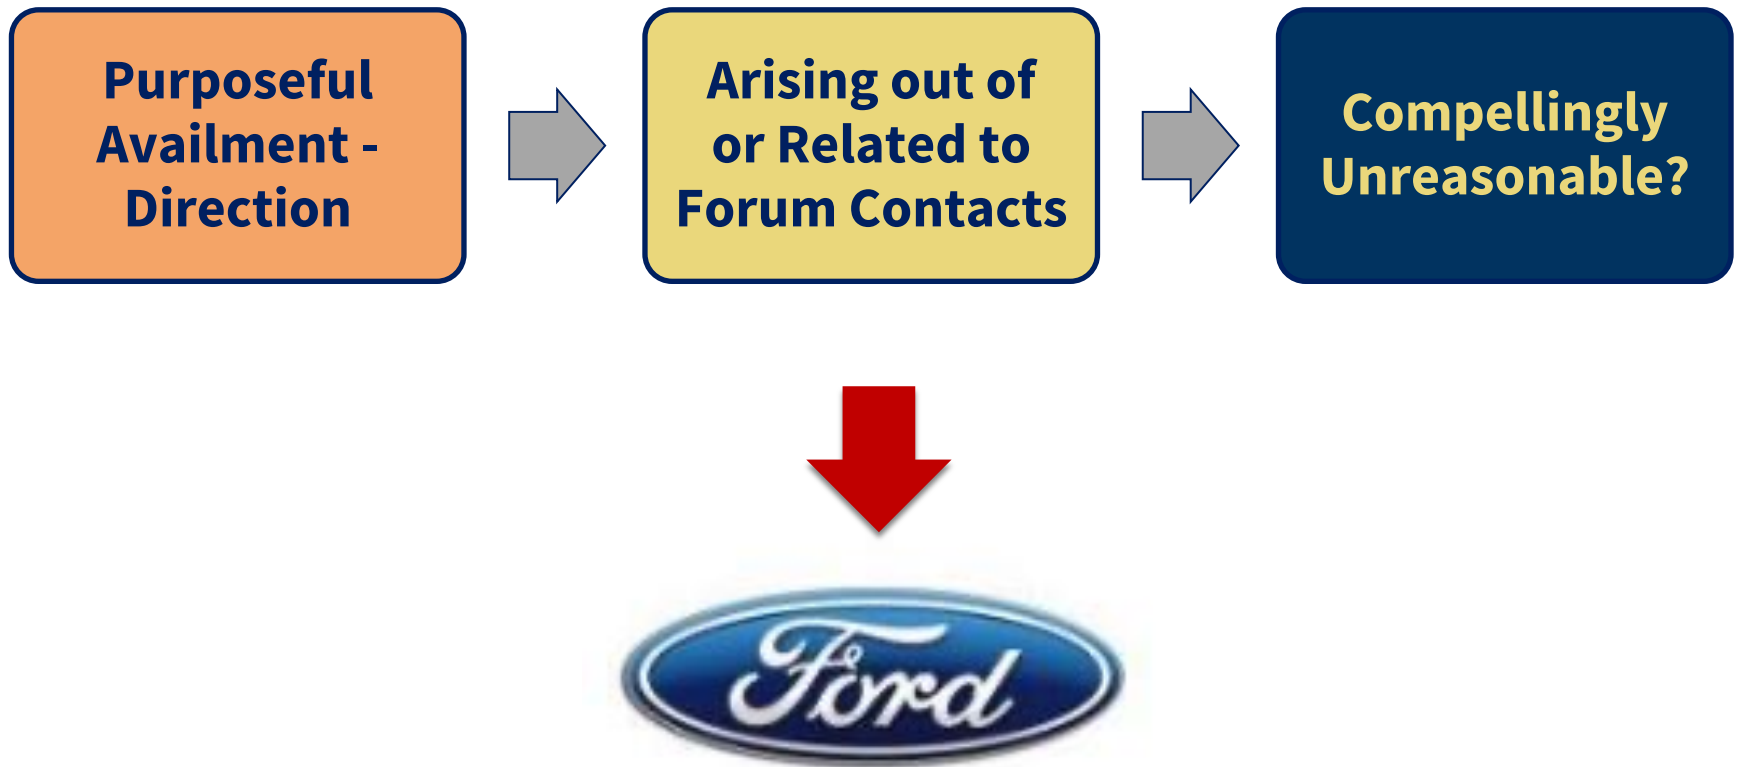 Purposeful
Availment -
Direction
Arising out of
or Related to
Forum Contacts
Compellingly
Unreasonable?
Ford